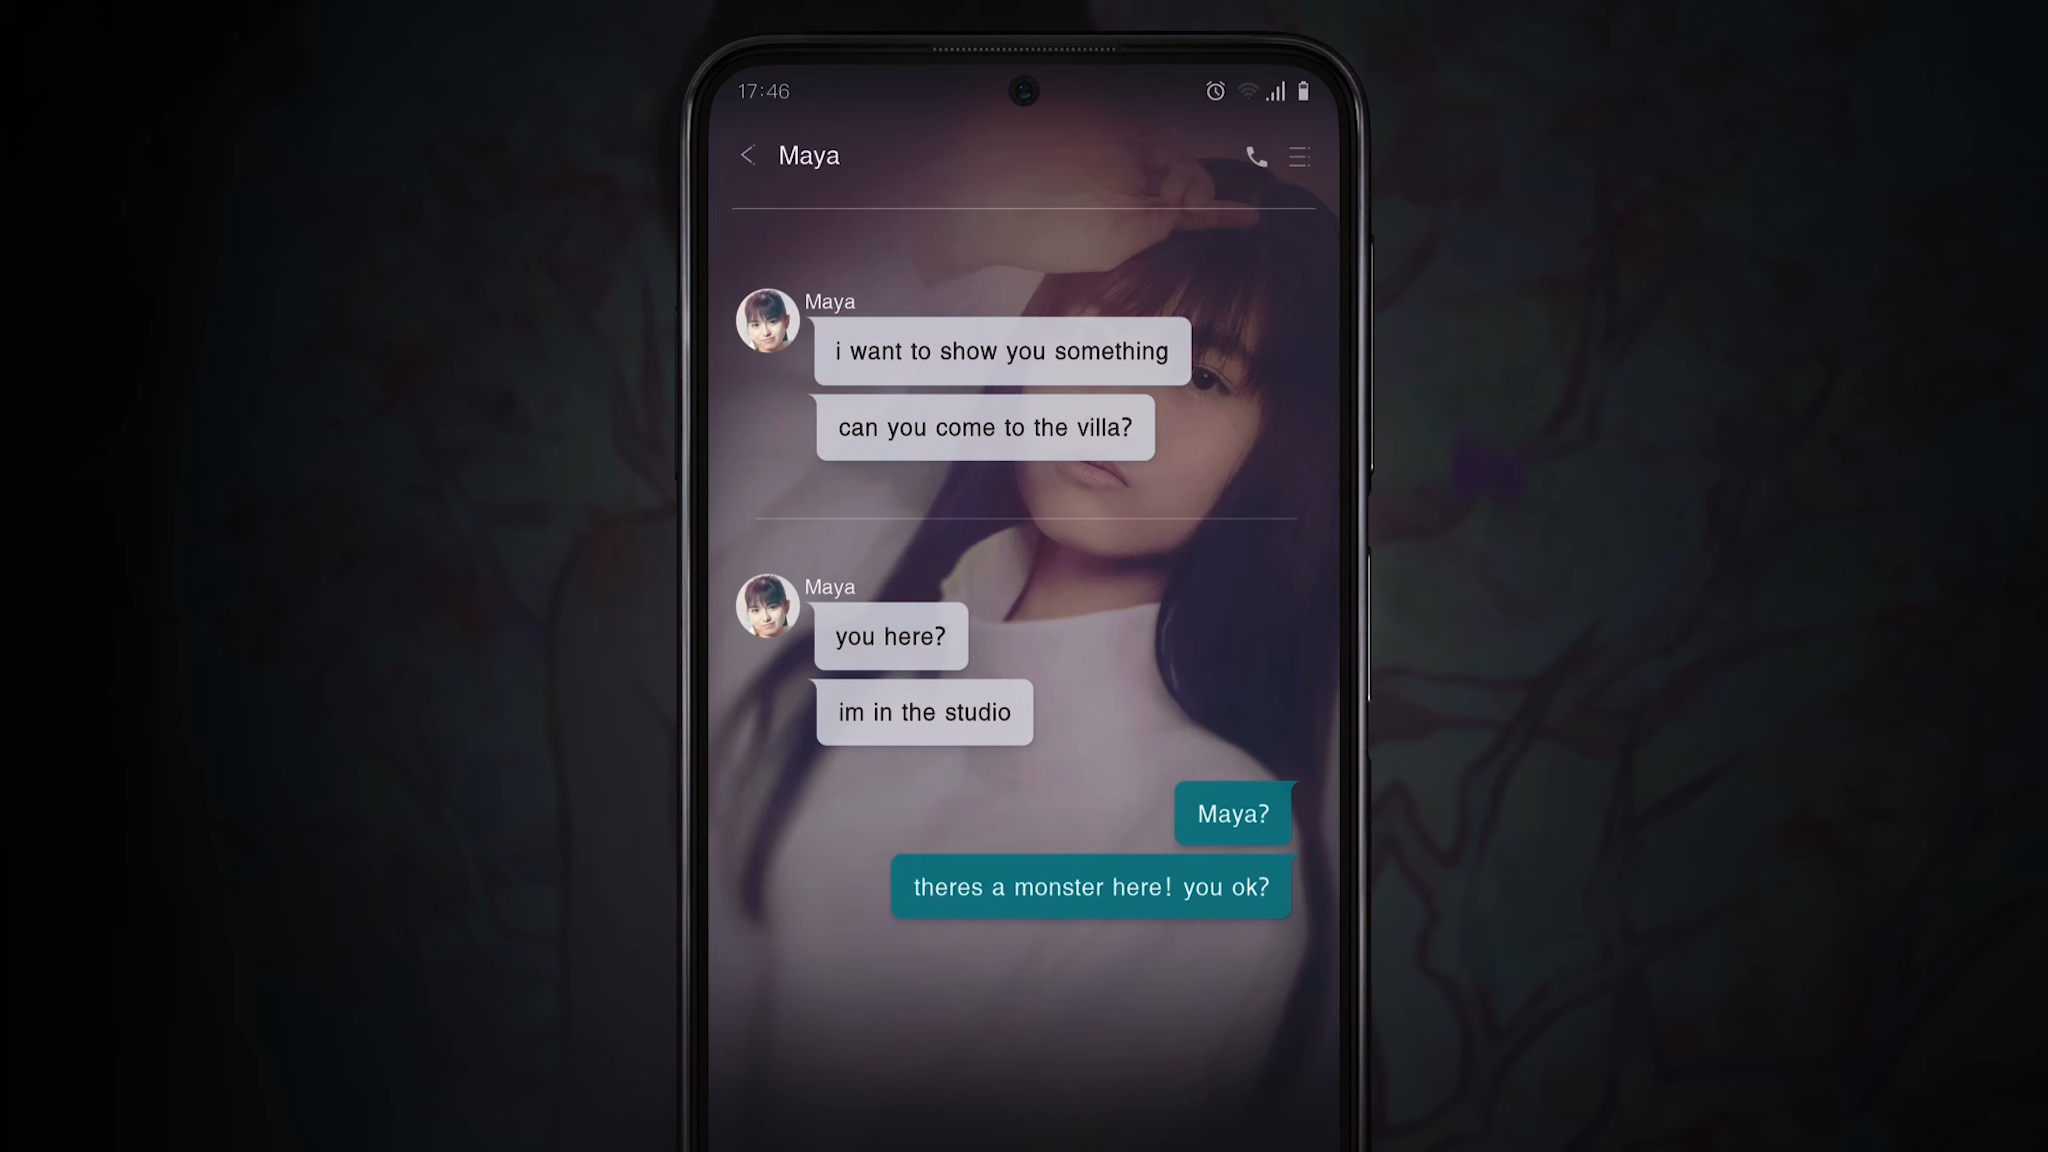 17:46
Maya
Maya
i want to show you something
can you come to the villa?
Maya
you here?
im in the studio
Maya?
theres a monster here! you ok?